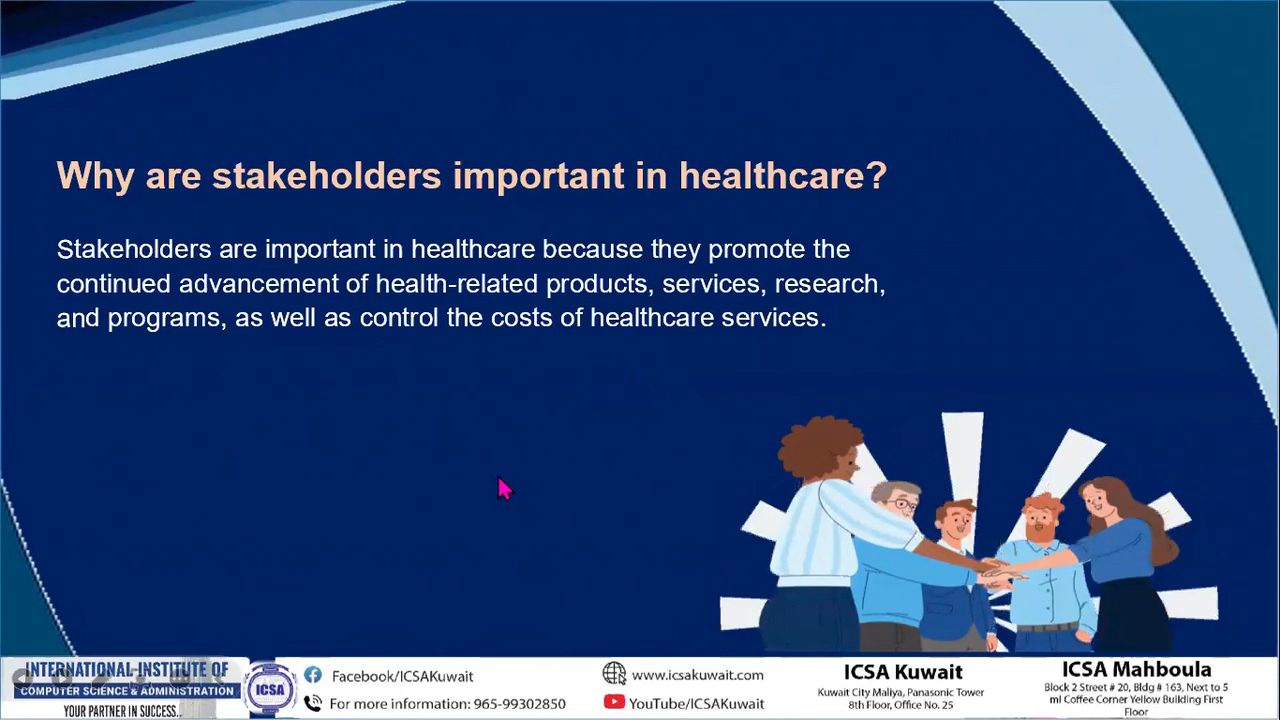 Why are stakeholders important in healthcare?
Stakeholders are important in healthcare because they promote the
continued advancement of health-related products, services, research,
and programs, as well as control the costs of healthcare services.
INTERNATIONAL INSTITUTE OF
COMPUTER SCIENCE & ADMINISTRATION
YOUR PARTNER IN SUCCESS...
ICSA
Facebook/ICSAKuwait
For more information: 965-99302850
www.icsakuwait.com
YouTube/ICSAKuwait
ICSA Kuwait
Kuwait City Maliya, Panasonic Tower
8th Floor, Office No. 25
ICSA Mahboula
Block 2 Street # 20, Bldg # 163, Next to 5
ml Coffee Corner Yellow Building First
Floor